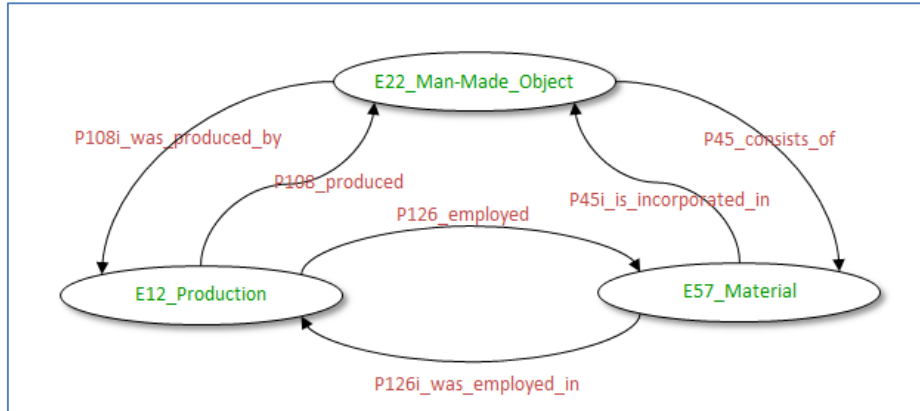 E22_Man-Made_Object
P108i_was_produced_by
P45_consists_of
P108_produced
P45i_is_incorporated_in
P126_employed
E12_Production
E57_Material
P126i_was_employed_in